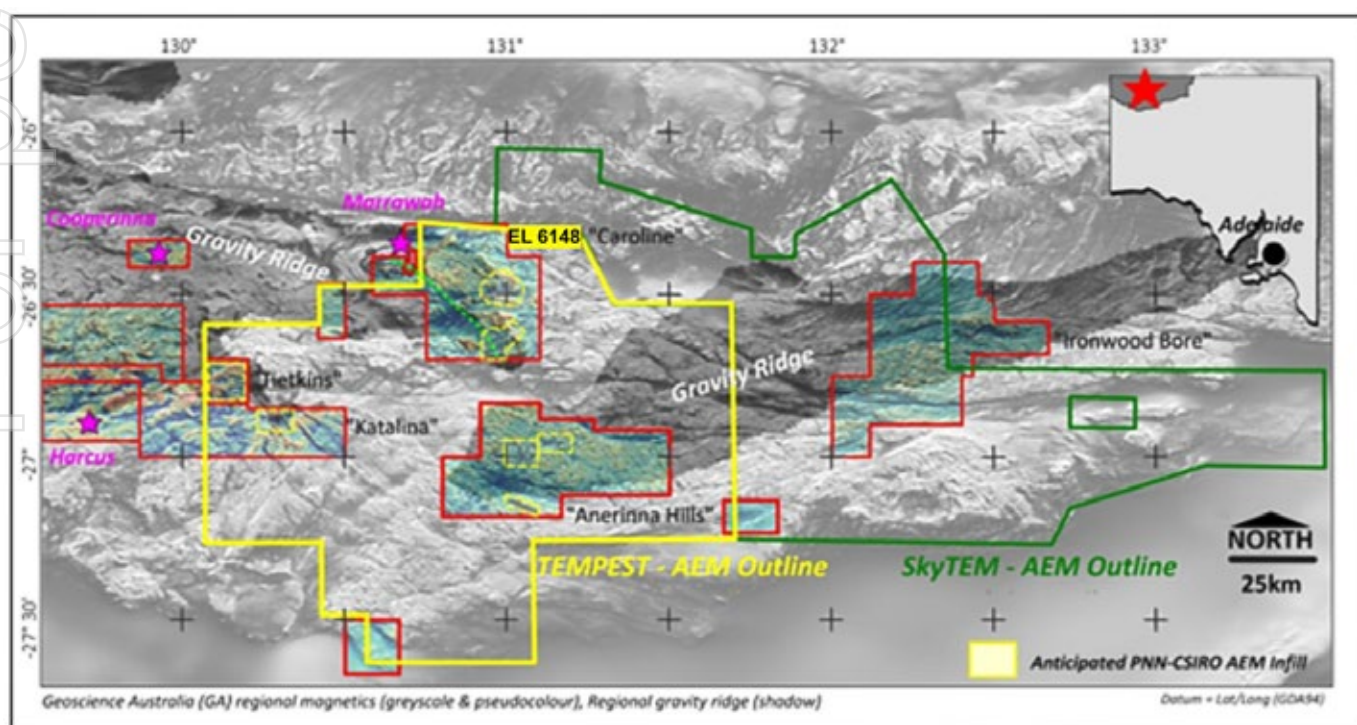 130° 131° 132° 133°
-26°
Marrawah
Cooperinna
Gravity Ridge
EL 6148 "Caroline"
Adelaide
-26°30'
"Ironwood Bore"
Gravity Ridge
"Tietkins"
"Katalina"
-27°
Harcus
"Anerinna Hills"
NORTH
25km
TEMPEST - AEM Outline
SkyTEM - AEM Outline
-27°30'
Anticipated PNN-CSIRO AEM Infill
Geoscience Australia (GA) regional magnetics (greyscale & pseudocolour), Regional gravity ridge (shadow)
Datum = Lat/Long (GDA94)